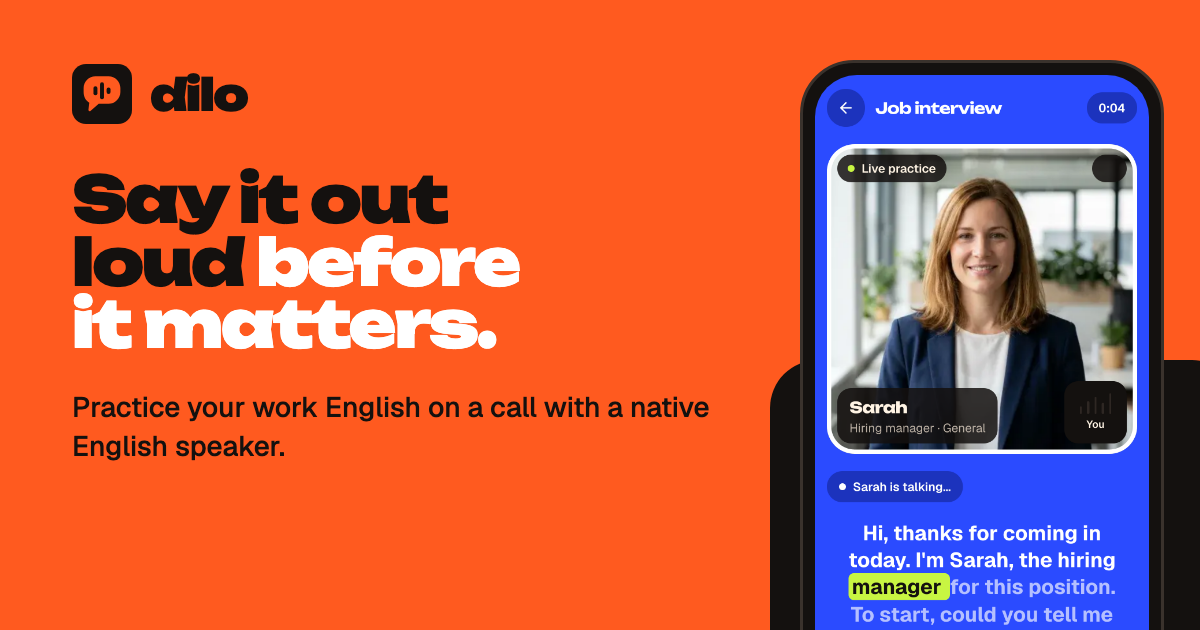 dilo
Say it out
loud before
it matters.
Practice your work English on a call with a native
English speaker.
Job interview
0:04
Live practice
Sarah
Hiring manager · General
You
Sarah is talking...
Hi, thanks for coming in
today. I'm Sarah, the hiring
manager for this position.
To start, could you tell me